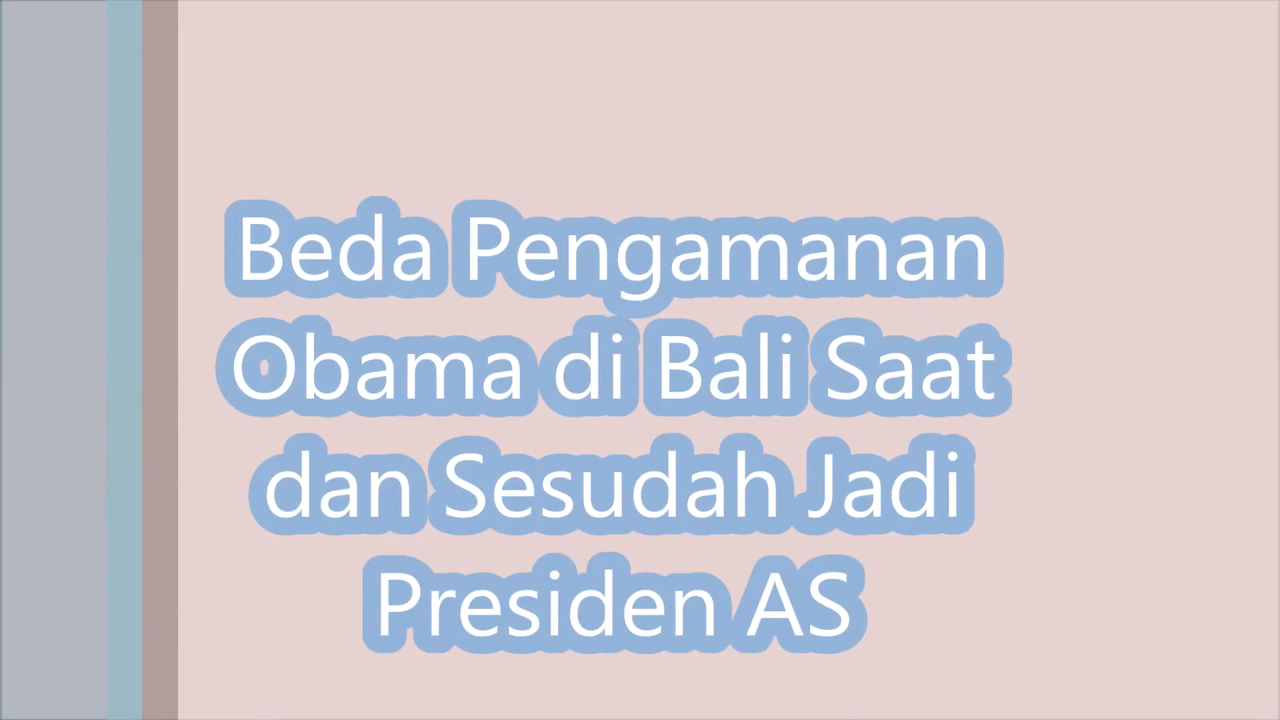 Beda Pengamanan
Obama di Bali Saat
dan Sesudah Jadi
Presiden AS